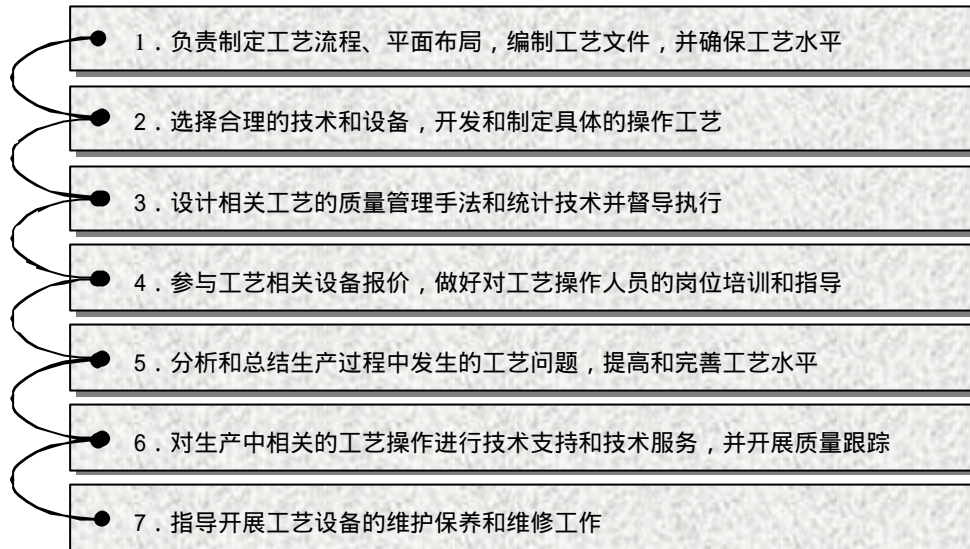 1．负责制定工艺流程、平面布局，编制工艺文件，并确保工艺水平
2．选择合理的技术和设备，开发和制定具体的操作工艺
3．设计相关工艺的质量管理手法和统计技术并督导执行
4．参与工艺相关设备报价，做好对工艺操作人员的岗位培训和指导
5．分析和总结生产过程中发生的工艺问题，提高和完善工艺水平
6．对生产中相关的工艺操作进行技术支持和技术服务，并开展质量跟踪
7．指导开展工艺设备的维护保养和维修工作